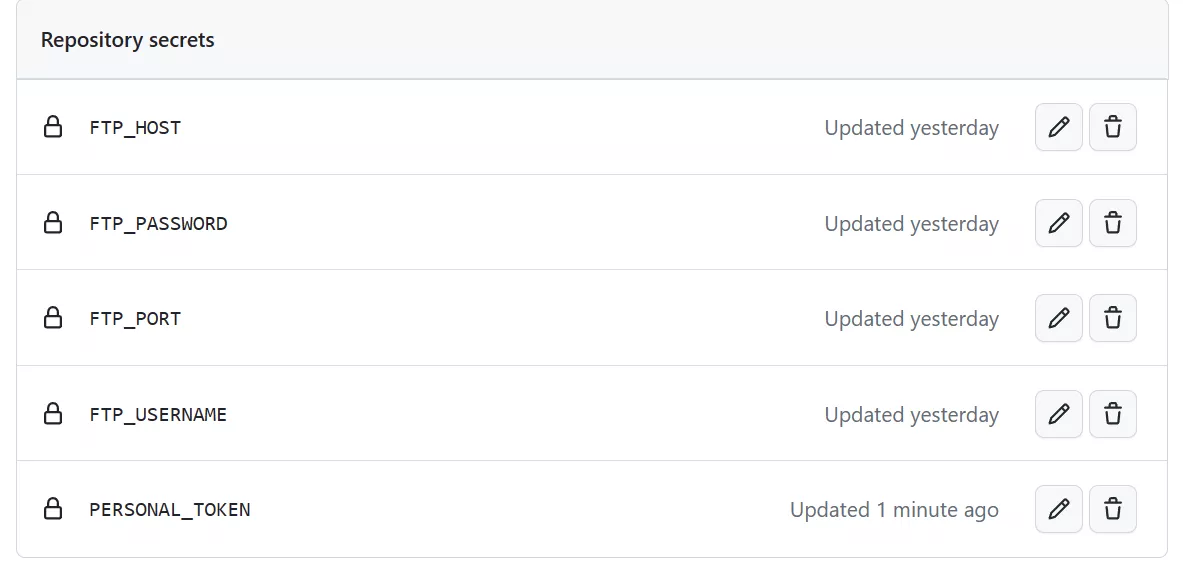 Repository secrets
FTP_HOST Updated yesterday
FTP_PASSWORD Updated yesterday
FTP_PORT Updated yesterday
FTP_USERNAME Updated yesterday
PERSONAL_TOKEN Updated 1 minute ago